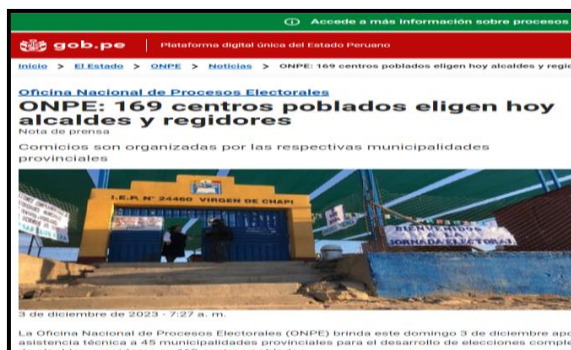 Accede a más información sobre procesos
gob.pe
Plataforma digital única del Estado Peruano
Inicio > El Estado > ONPE > Noticias > ONPE: 169 centros poblados eligen hoy alcaldes y regid
Oficina Nacional de Procesos Electorales
ONPE: 169 centros poblados eligen hoy
alcaldes y regidores
Nota de prensa
Comicios son organizadas por las respectivas municipalidades
provinciales
I.E.P. N° 24460 VIRGEN DE CHAPI
BIENVENIDOS
A LA
JORNADA ELECTORAL
3 de diciembre de 2023 - 7:27 a. m.
La Oficina Nacional de Procesos Electorales (ONPE) brinda este domingo 3 de diciembre apo
asistencia técnica a 45 municipalidades provinciales para el desarrollo de elecciones comple